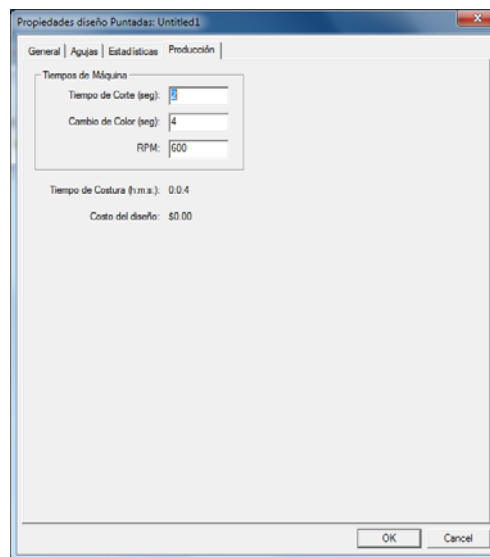 Propiedades diseño Puntadas: Untitled1
General Agujas Estadísticas Producción
Tiempos de Máquina
Tiempo de Corte (seg): 2
Cambio de Color (seg): 4
RPM: 600
Tiempo de Costura (h:m:s:): 0:0:4
Costo del diseño: $0.00
OK Cancel